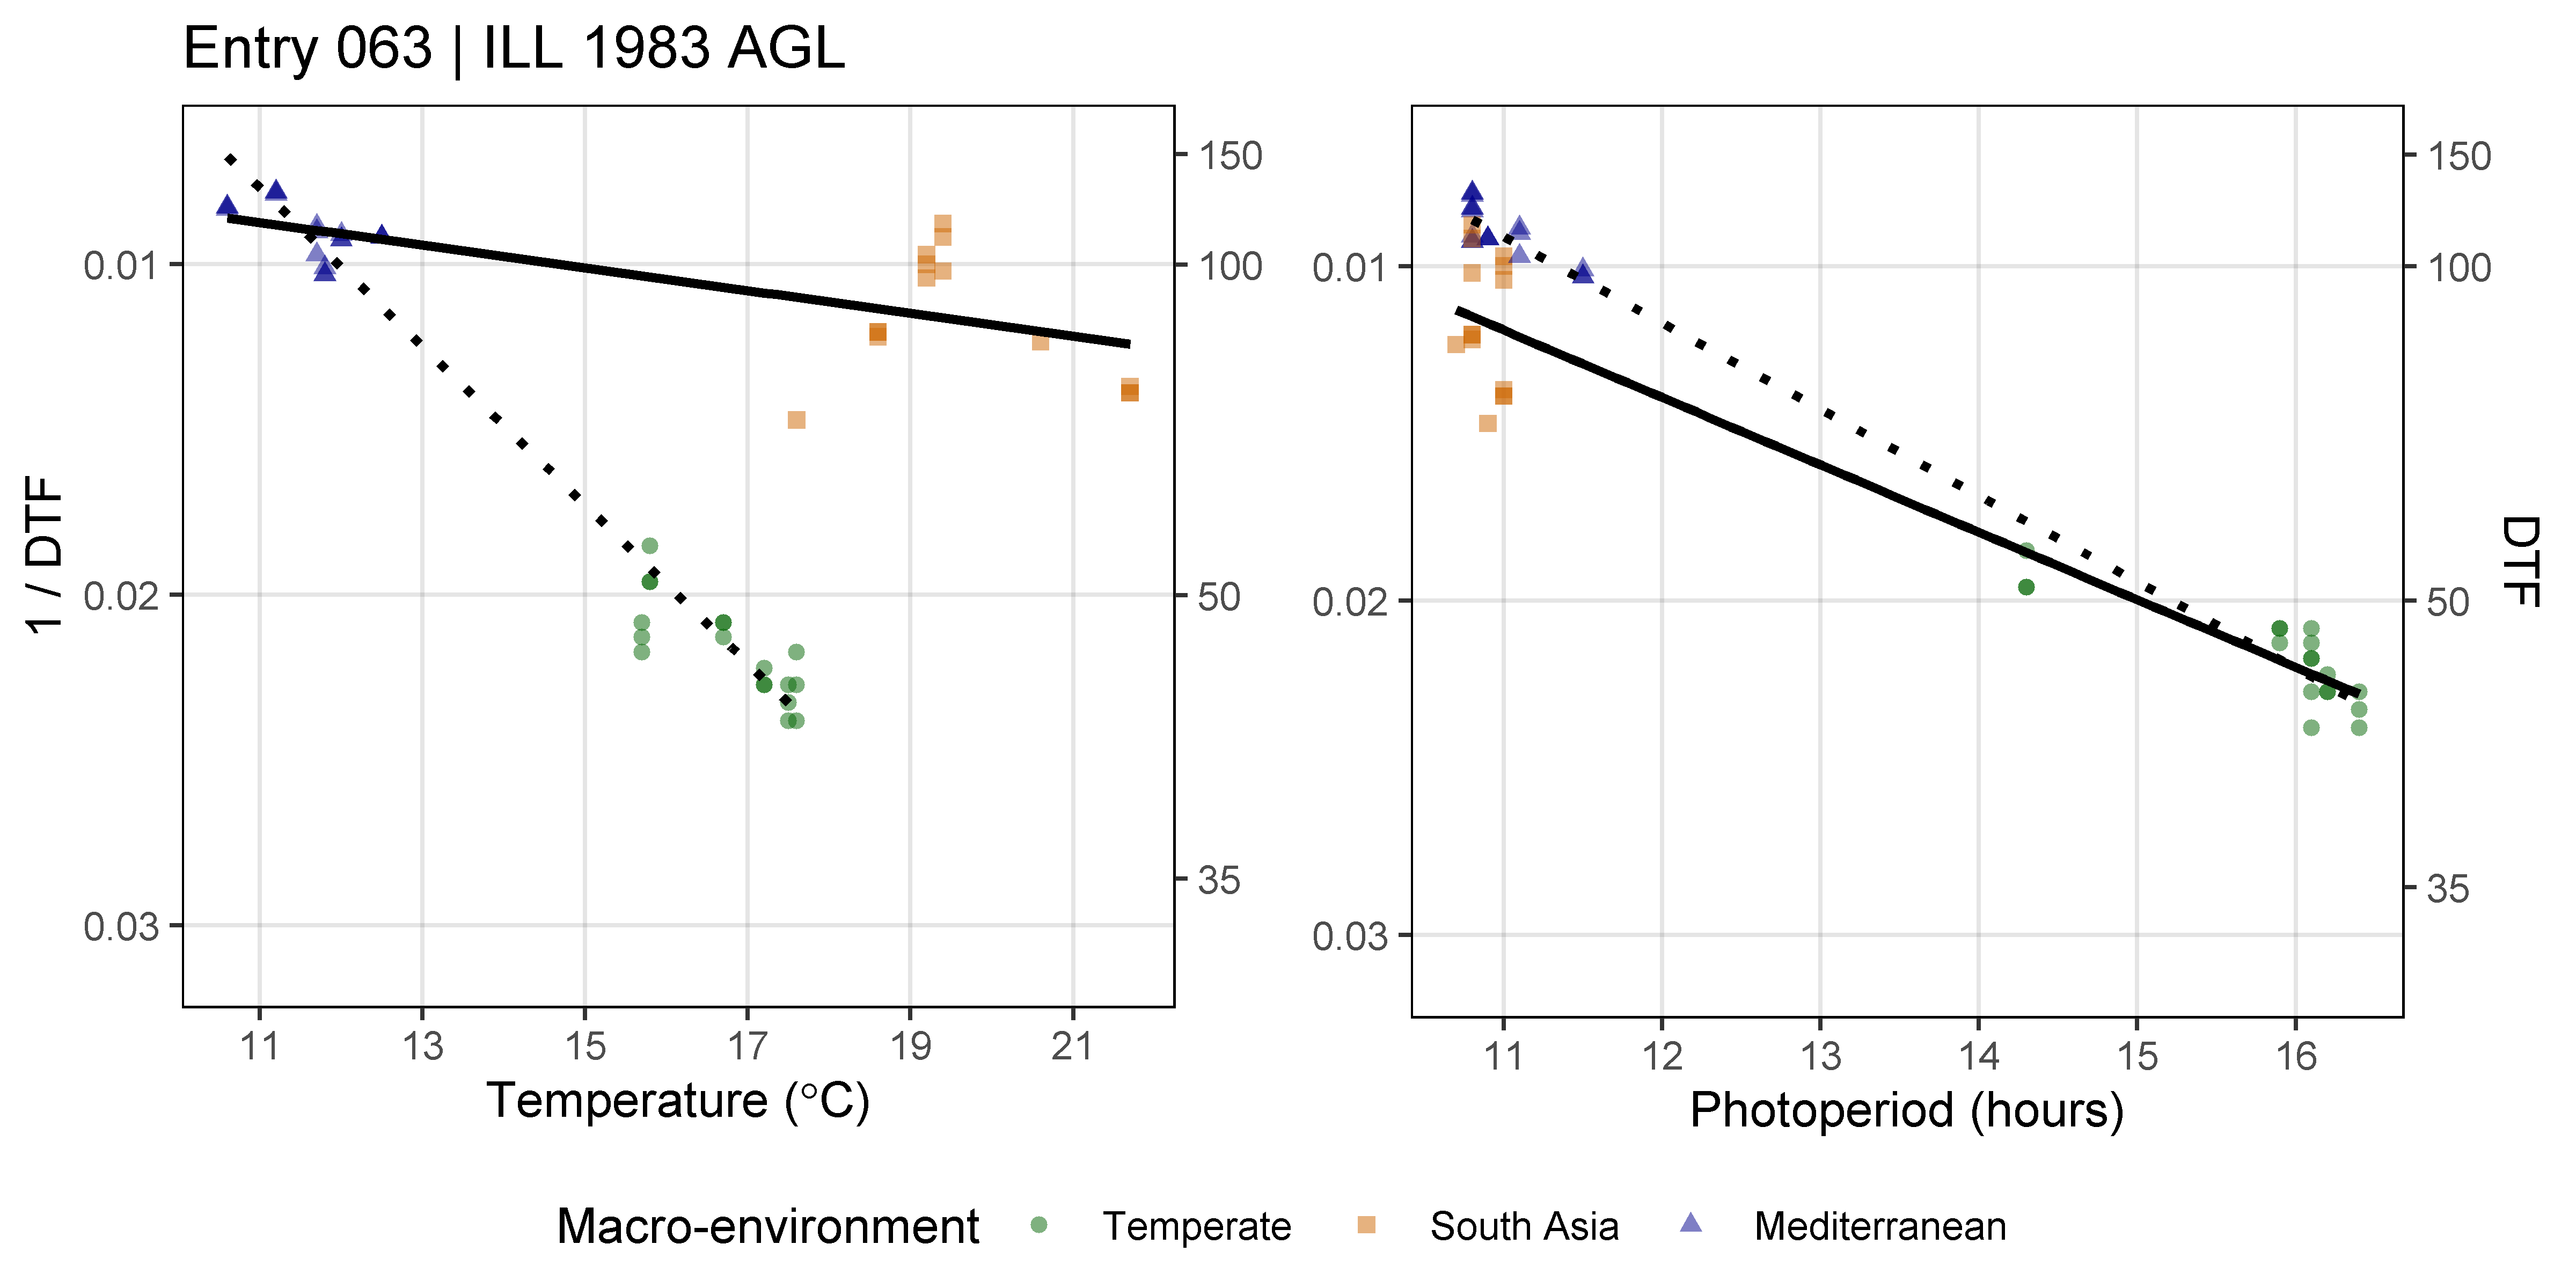 Entry 063 | ILL 1983 AGL
1 / DTF
0.01
0.02
0.03
150
100
50
35
11 13 15 17 19 21
Temperature (°C)
0.01
0.02
0.03
150
100
50
35
DTF
11 12 13 14 15 16
Photoperiod (hours)
Macro-environment Temperate South Asia Mediterranean